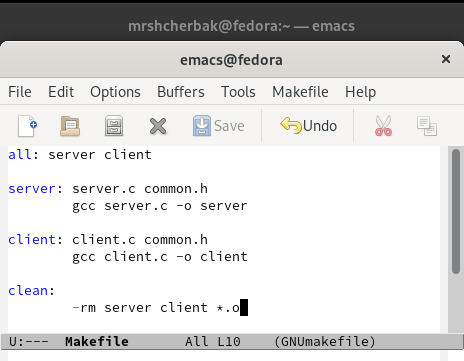 mrshcherbak@fedora:~ — emacs
emacs@fedora
File Edit Options Buffers Tools Makefile Help
Save Undo
all: server client
server: server.c common.h
gcc server.c -o server
client: client.c common.h
gcc client.c -o client
clean:
-rm server client *.o
U:--- Makefile All L10 (GNUmakefile)